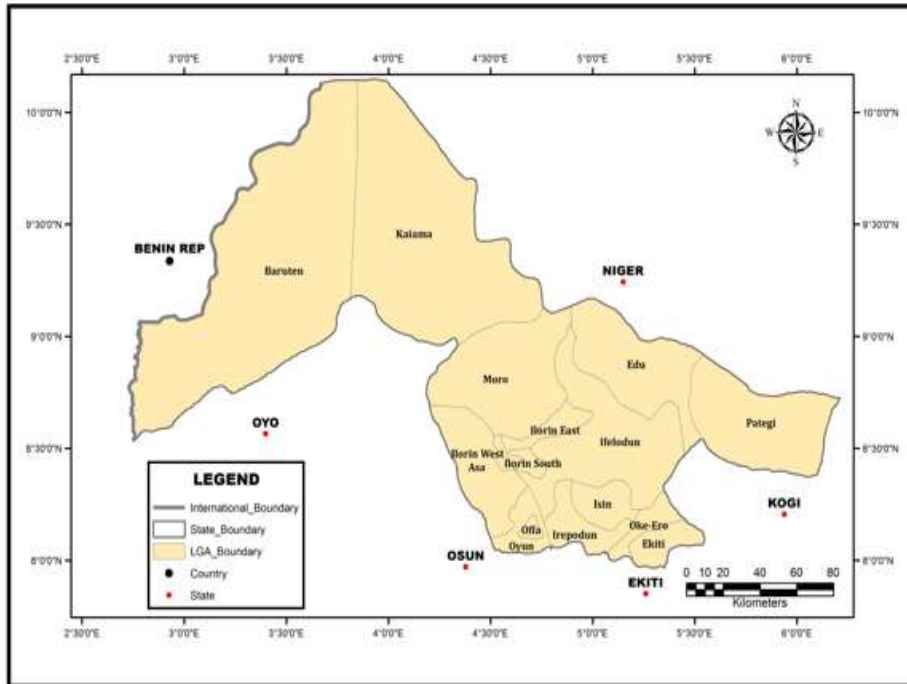 2°30'0"E 3°0'0"E 3°30'0"E 4°0'0"E 4°30'0"E 5°0'0"E 5°30'0"E 6°0'0"E
10°0'0"N 10°0'0"N
N
W E
S
9°30'0"N 9°30'0"N
Kaiama
BENIN REP
Baruten
NIGER
9°0'0"N 9°0'0"N
Edu
Moro
Pategi
OYO
Ilorin East
8°30'0"N 8°30'0"N
Ifelodun
Ilorin West
Asa
Ilorin South
LEGEND
International_Boundary
State_Boundary
LGA_Boundary
Country
State
Isin
KOGI
Offa
Oke-Ero
Irepodun
Oyun
Ekiti
OSUN
8°0'0"N 8°0'0"N
EKITI
0 10 20 40 60 80
Kilometers
2°30'0"E 3°0'0"E 3°30'0"E 4°0'0"E 4°30'0"E 5°0'0"E 5°30'0"E 6°0'0"E